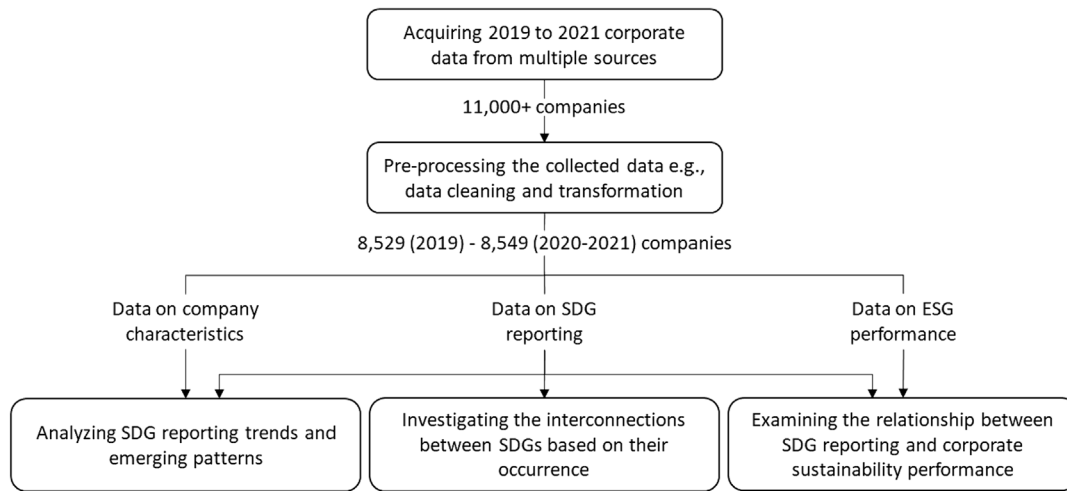 Acquiring 2019 to 2021 corporate
data from multiple sources
11,000+ companies
Pre-processing the collected data e.g.,
data cleaning and transformation
8,529 (2019) - 8,549 (2020-2021) companies
Data on company
characteristics
Data on SDG
reporting
Data on ESG
performance
Analyzing SDG reporting trends and
emerging patterns
Investigating the interconnections
between SDGs based on their
occurrence
Examining the relationship between
SDG reporting and corporate
sustainability performance